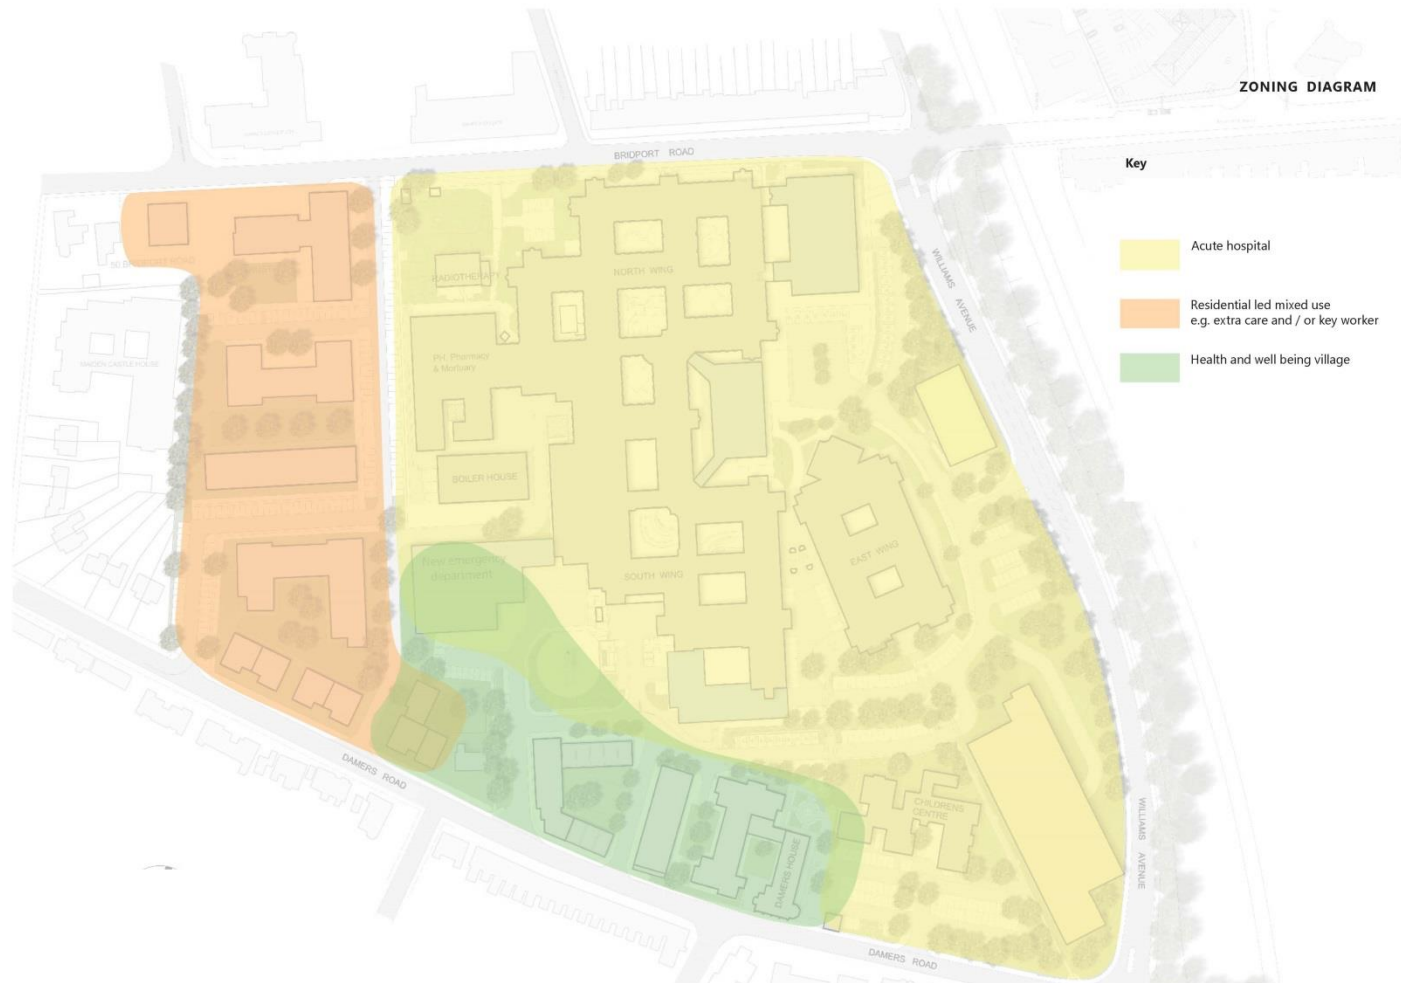 ZONING DIAGRAM
BRIDPORT ROAD
Key
Acute hospital
Residential led mixed use
e.g. extra care and / or key worker
Health and well being village
WILLIAMS AVENUE
RADIOTHERAPY
NORTH WING
PH, Pharmacy
& Mortuary
BOILER HOUSE
New emergency
department
SOUTH WING
EAST WING
DAMERS ROAD
CHILDRENS
CENTRE
DAMERS HOUSE
WILLIAMS AVENUE
DAMERS ROAD